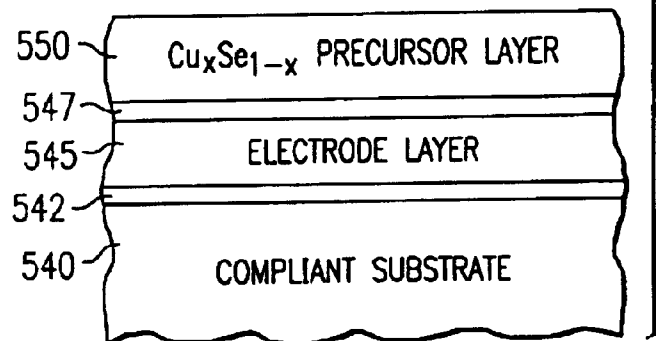 550
CuxSe1-x PRECURSOR LAYER
547
545
ELECTRODE LAYER
542
540
COMPLIANT SUBSTRATE